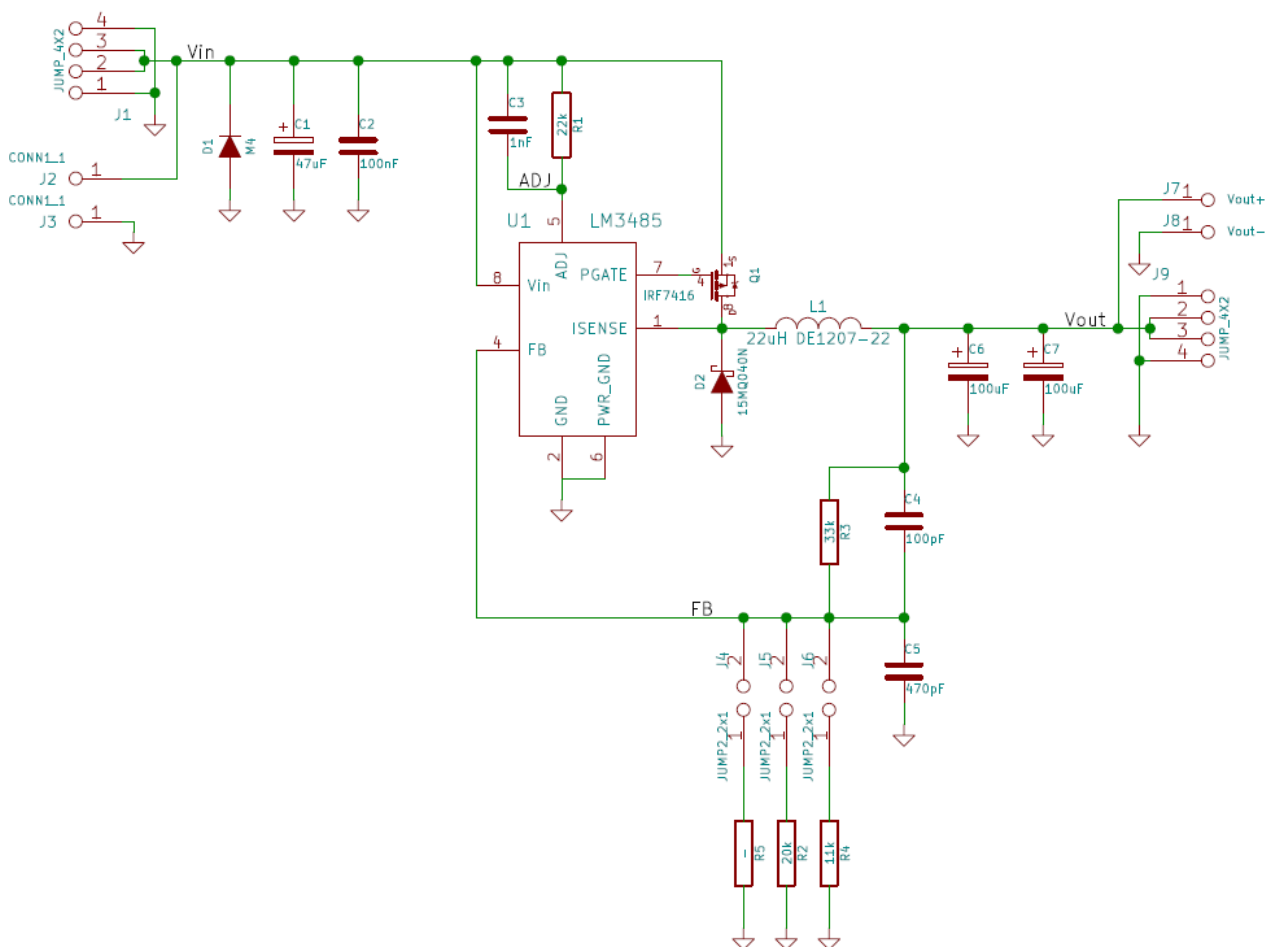 4
3
2
1
JUMP_4X2
J1
Vin
CONN1_1
1
J2
CONN1_1
1
J3
D1
M4
+
C1
47uF
C2
100nF
C3
1nF
22k
R1
ADJ
U1
LM3485
5
ADJ
8
Vin
PGATE
7
ISENSE
1
4
FB
GND
PWR_GND
2
6
G
4
1
S
8
D
Q1
IRF7416
L1
22uH DE1207-22
D2
15MQ040N
Vout
+
C6
100uF
+
C7
100uF
J7
1
Vout+
J8
1
Vout-
J9
1
2
3
4
JUMP_4X2
33k
R3
C4
100pF
FB
C5
470pF
J4
2
1
JUMP2_2x1
J5
2
1
JUMP2_2x1
J6
2
1
JUMP2_2x1
-
R5
20k
R2
11k
R4